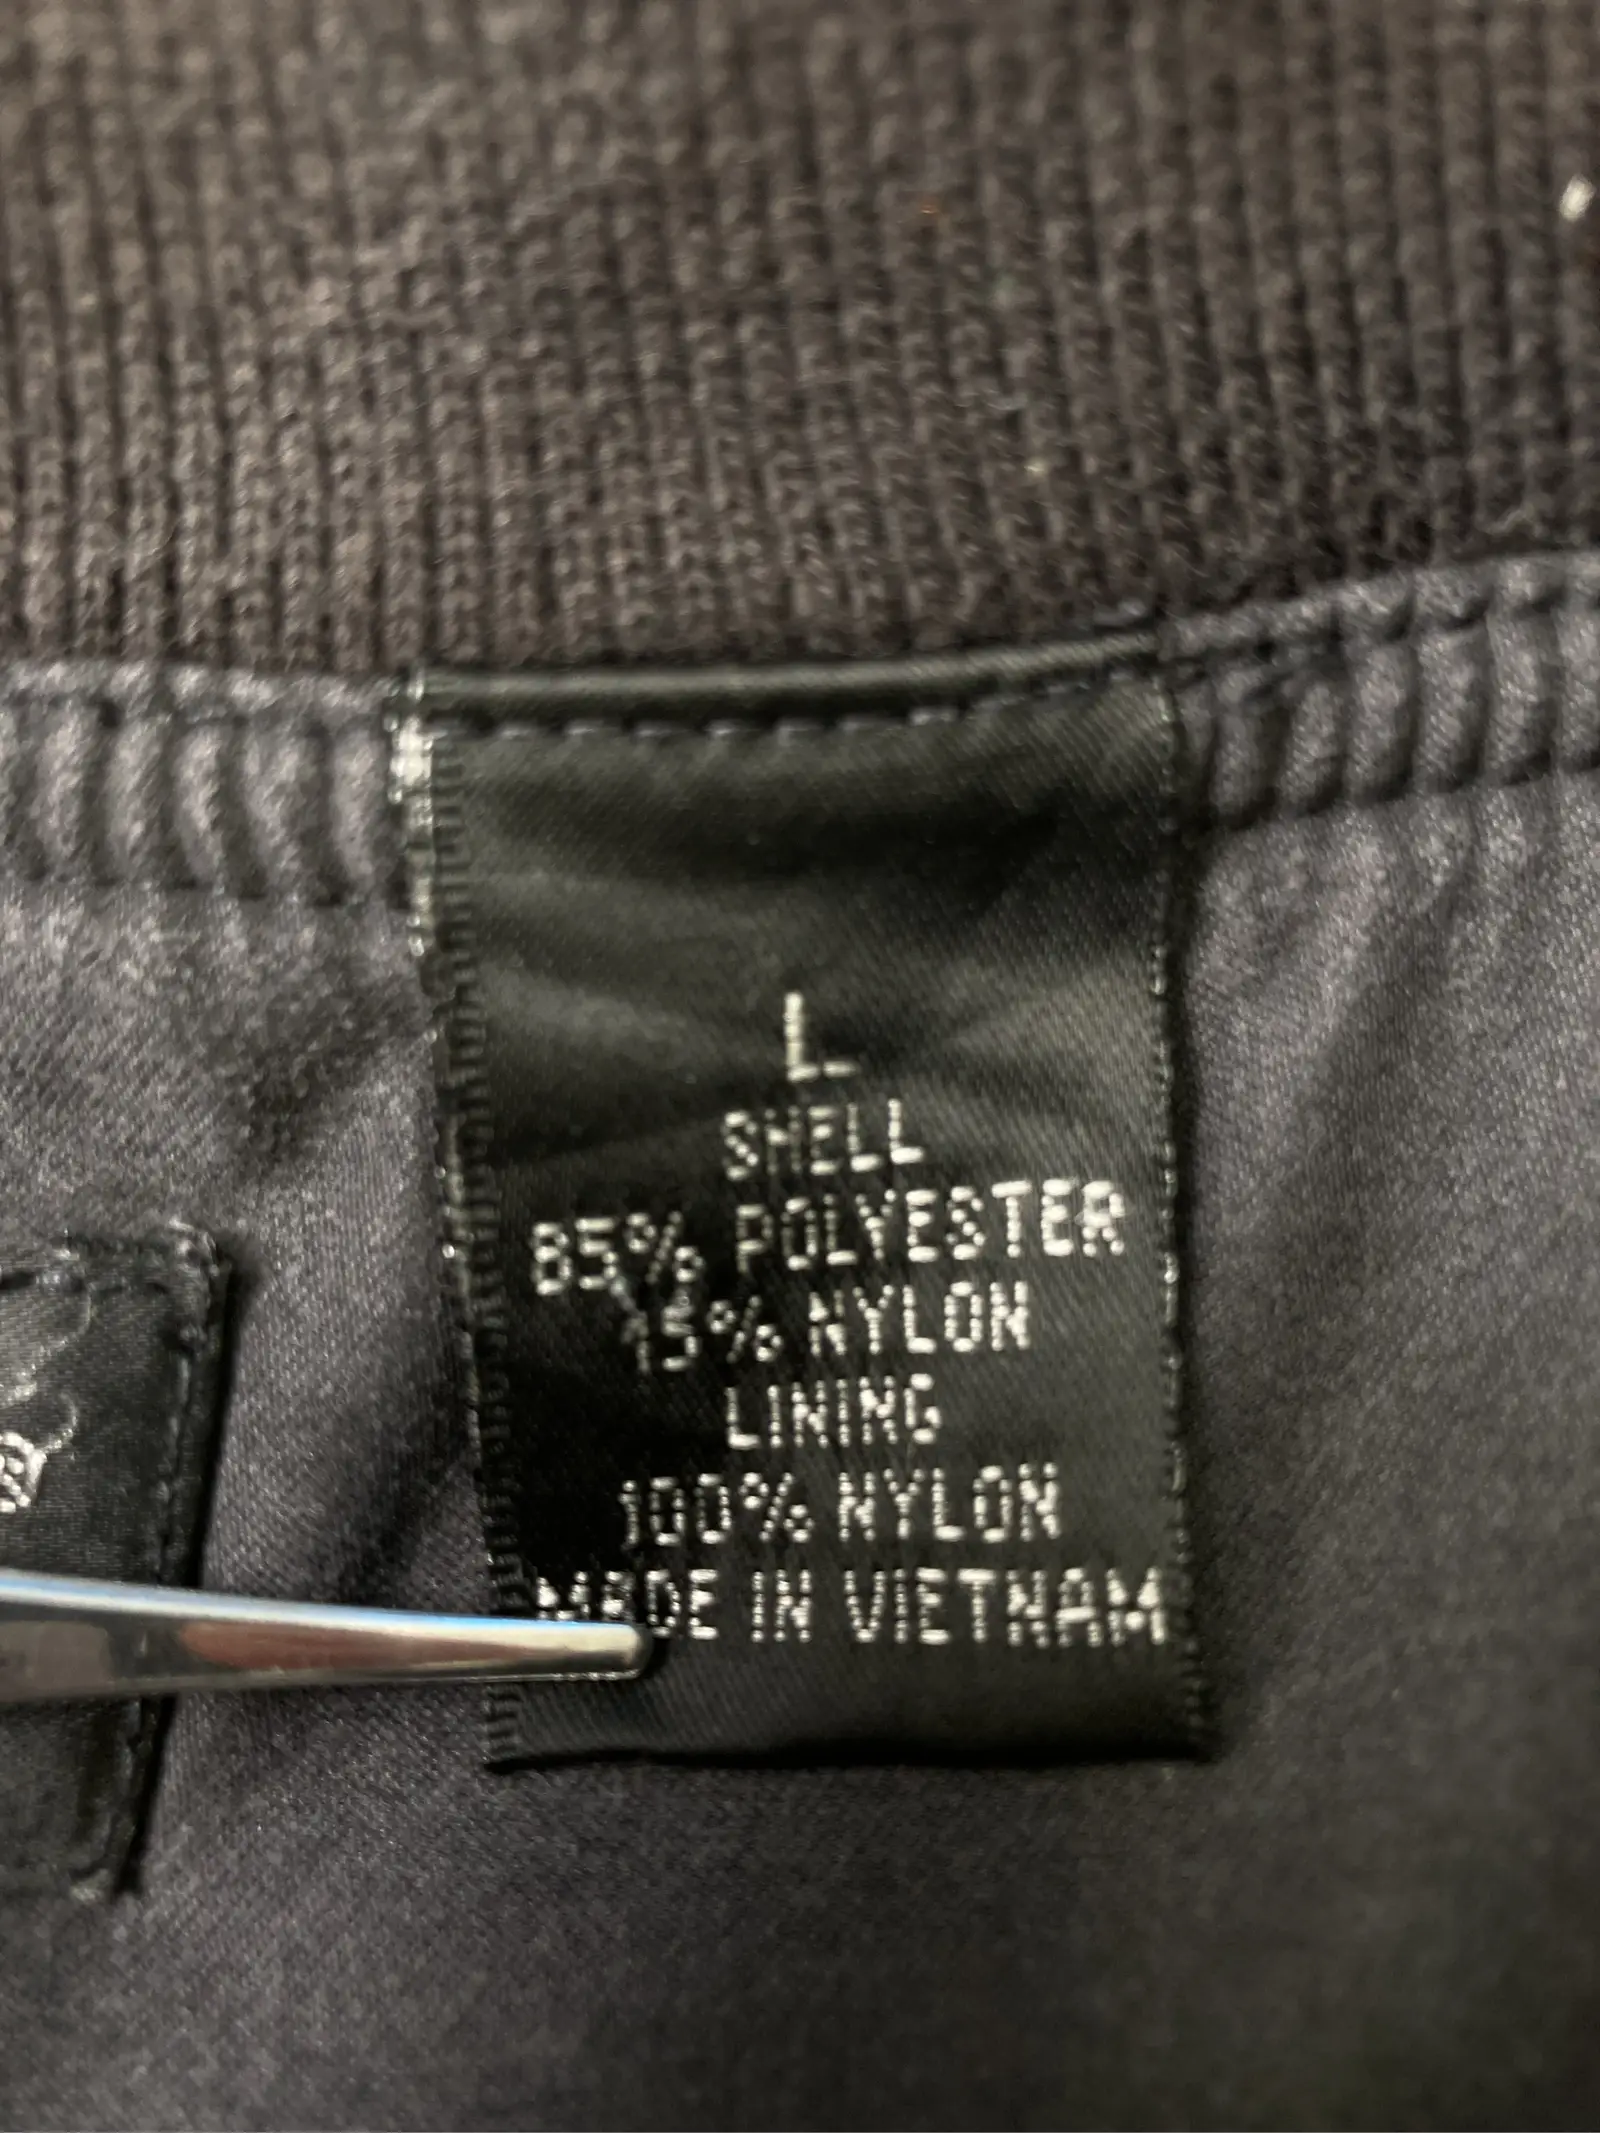 L
SHELL
85% POLYESTER
15% NYLON
LINING
100% NYLON
MADE IN VIETNAM
®